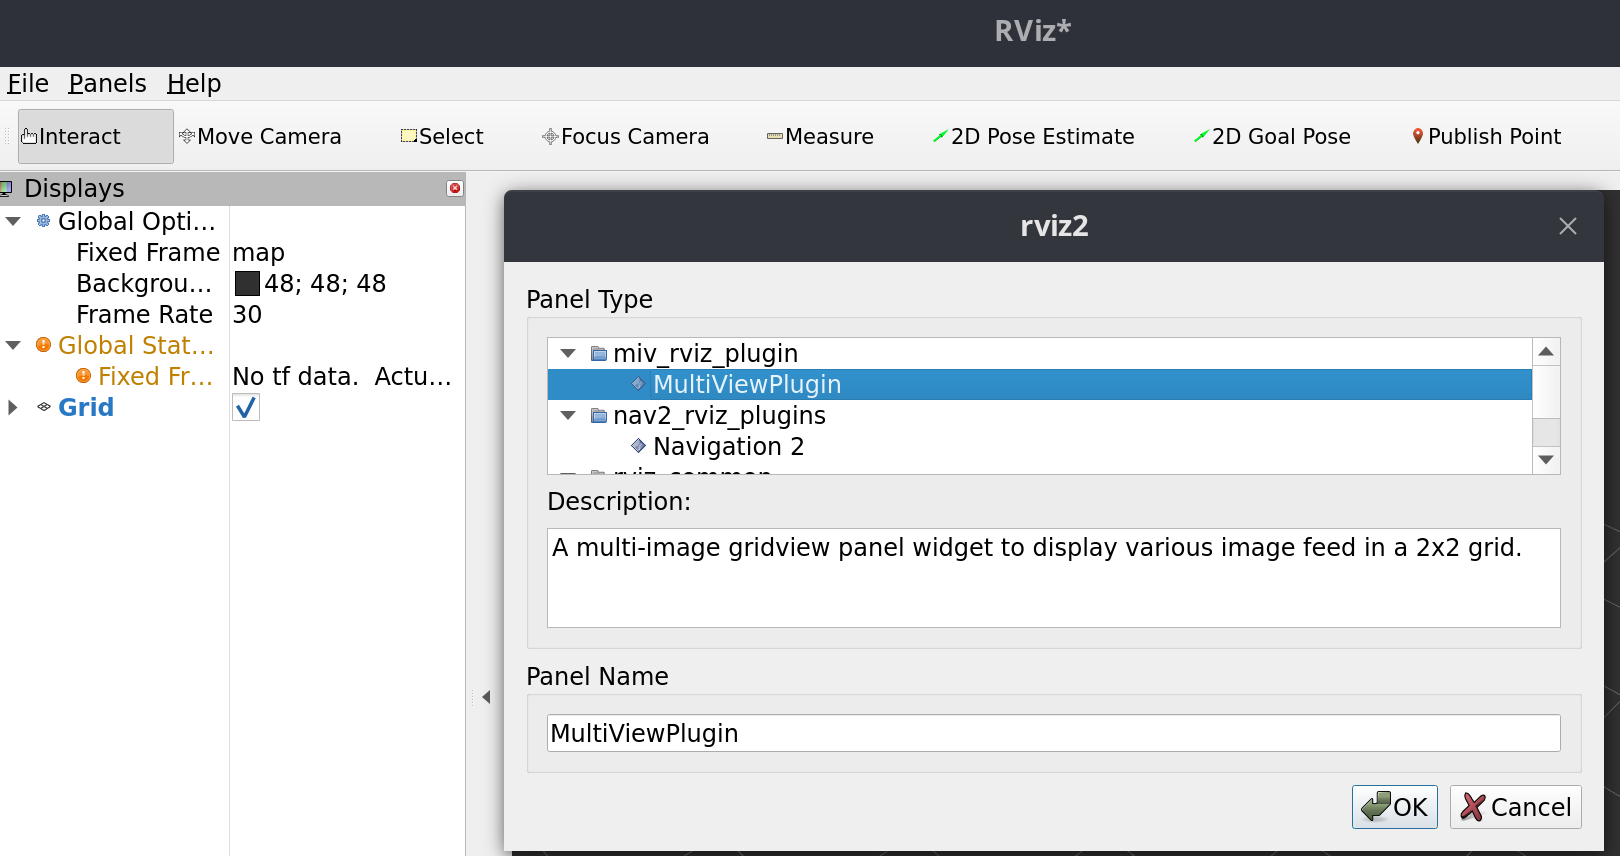 RViz*
File Panels Help
Interact Move Camera Select Focus Camera Measure 2D Pose Estimate 2D Goal Pose Publish Point
Displays
Global Opti...
Fixed Frame map
Backgrou... 48; 48; 48
Frame Rate 30
Global Stat...
Fixed Fr... No tf data. Actu...
Grid
rviz2
Panel Type
miv_rviz_plugin
MultiViewPlugin
nav2_rviz_plugins
Navigation 2
rviz_common
Description:
A multi-image gridview panel widget to display various image feed in a 2x2 grid.
Panel Name
MultiViewPlugin
OK Cancel